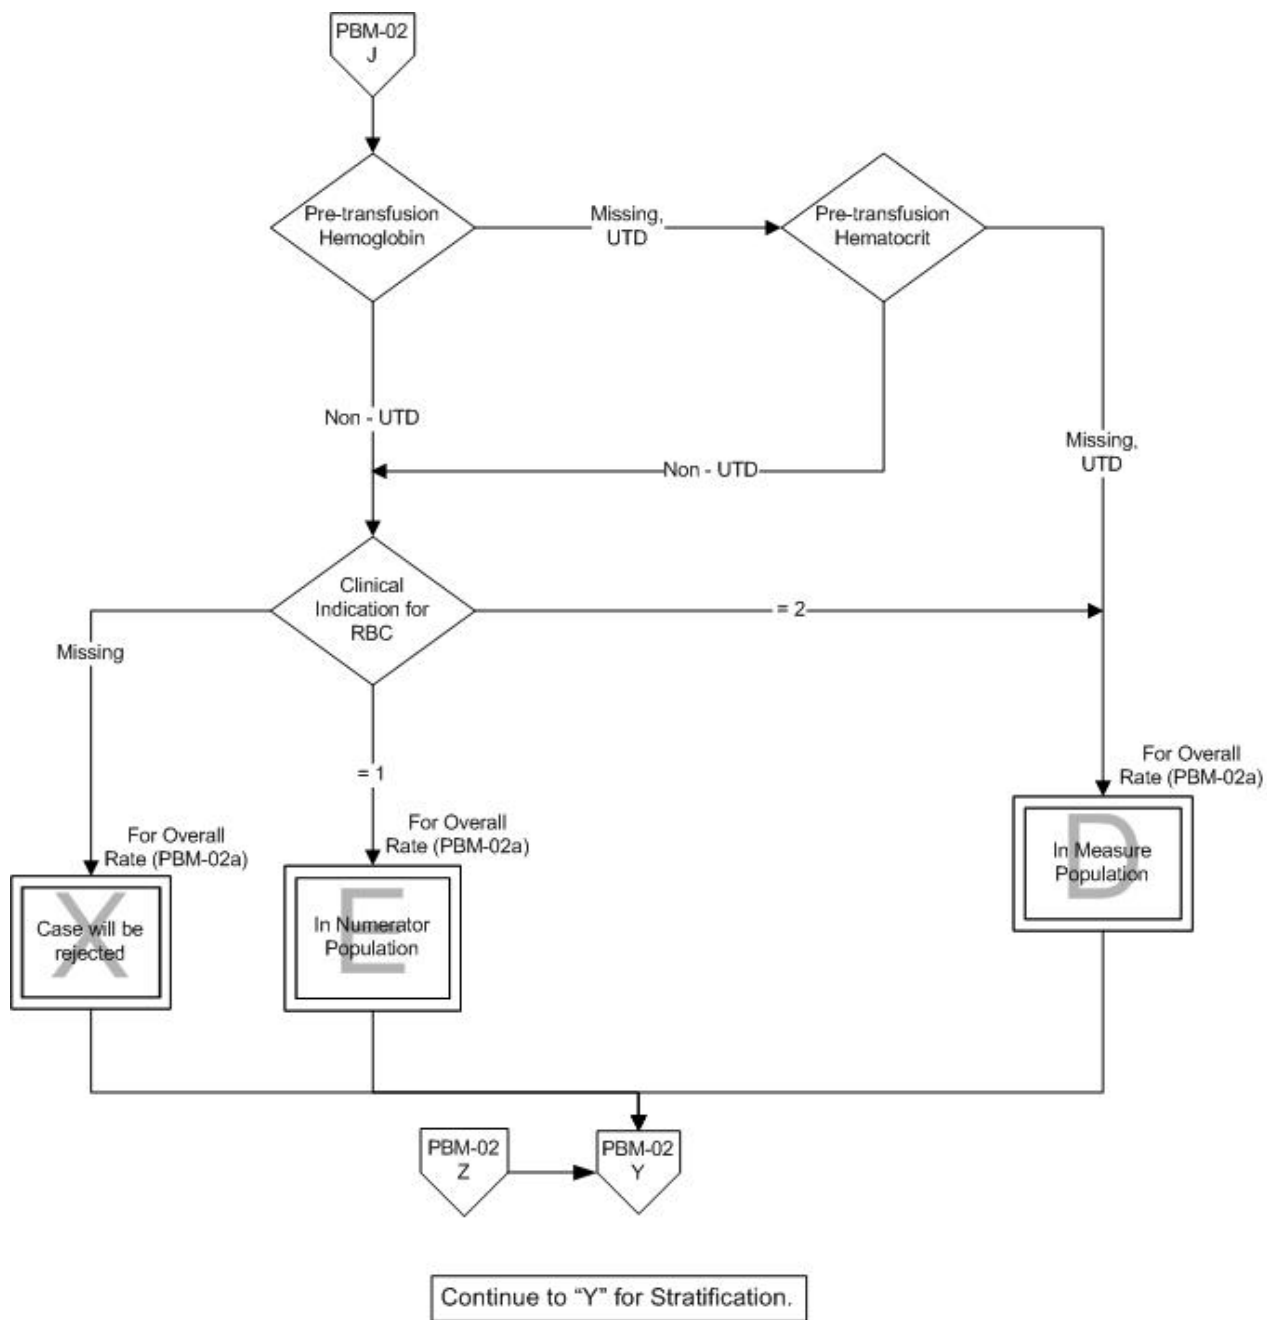 PBM-02
J
Pre-transfusion
Hemoglobin
Missing,
UTD
Pre-transfusion
Hematocrit
Non - UTD
Non - UTD
Missing,
UTD
Clinical
Indication for
RBC
= 2
Missing
= 1
For Overall
Rate (PBM-02a)
For Overall
Rate (PBM-02a)
For Overall
Rate (PBM-02a)
X
Case will be
rejected
E
In Numerator
Population
D
In Measure
Population
PBM-02
Z
PBM-02
Y
Continue to “Y” for Stratification.